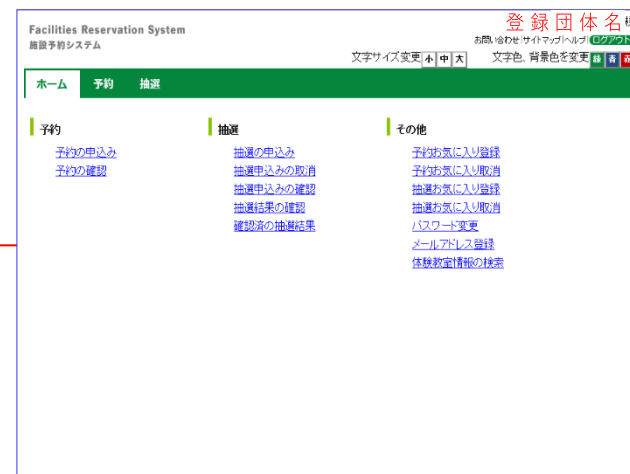 Facilities Reservation System
施設予約システム
登録団体名様
お問い合わせ|サイトマップ|ヘルプ|ログアウト
文字サイズ変更 小 中 大 文字色、背景色を変更 緑 青 赤
ホーム 予約 抽選
予約
予約の申込み
予約の確認
抽選
抽選の申込み
抽選申込みの取消
抽選申込みの確認
抽選結果の確認
確認済の抽選結果
その他
予約お気に入り登録
予約お気に入り取消
抽選お気に入り登録
抽選お気に入り取消
パスワード変更
メールアドレス登録
体験教室情報の検索